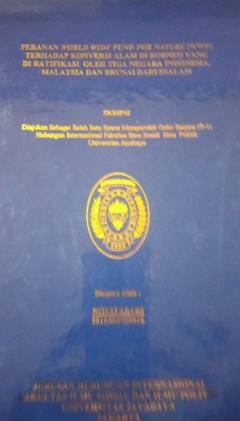 PERANAN WORLD WIDE FUND FOR NATURE (WWF)
TERHADAP KONVERSI ALAM DI BORNEO YANG
DI RATIFIKASI OLEH TIGA NEGARA INDONESIA,
MALAYSIA DAN BRUNAI DARUSSALAM
SKRIPSI
Diajukan Sebagai Salah Satu Syarat Memperoleh Gelar Sarjana (S-1)
Hubungan Internasional Fakultas Ilmu Sosial Ilmu Politik
Universitas Jayabaya
Disusun Oleh :
NOVITASARI
JURUSAN HUBUNGAN INTERNASIONAL
FAKULTAS ILMU SOSIAL DAN ILMU POLITIK
UNIVERSITAS JAYABAYA
JAKARTA